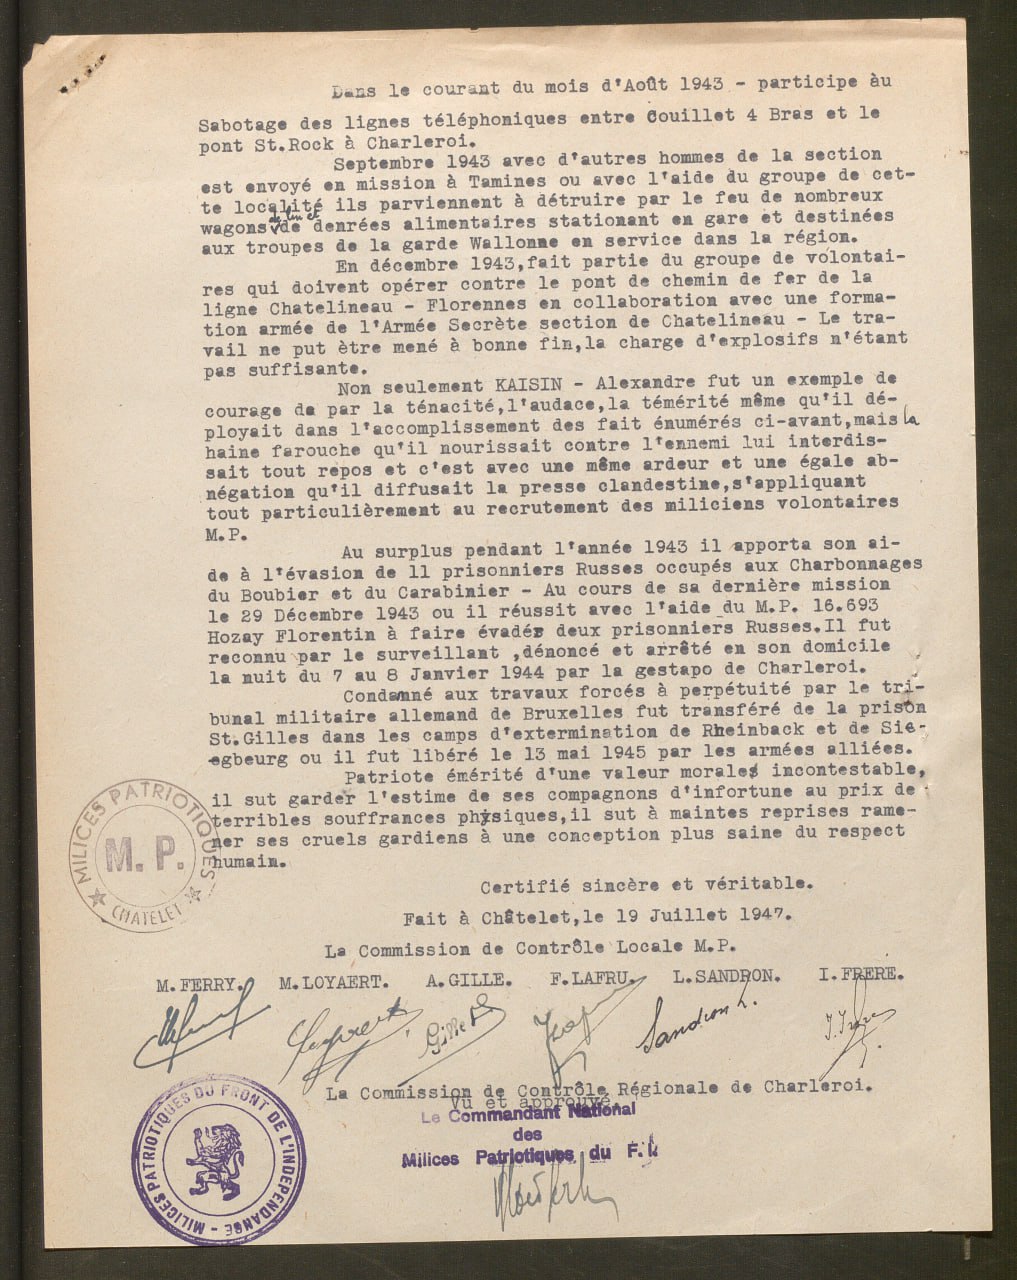 Dans le courant du mois d'Août 1943 - participe àu
Sabotage des lignes téléphoniques entre Couillet 4 Bras et le
pont St.Rock à Charleroi.
Septembre 1943 avec d'autres hommes de la section
est envoyé en mission à Tamines ou avec l'aide du groupe de cet-
te localité ils parviennent à détruire par le feu de nombreux
de lin et
wagons de denrées alimentaires stationant en gare et destinées
aux troupes de la garde Wallonne en service dans la région.
En décembre 1943,fait partie du groupe de volontai-
res qui doivent opérer contre le pont de chemin de fer de la
ligne Chatelineau - Florennes en collaboration avec une forma-
tion armée de l'Armée Secrète section de Chatelineau - Le tra-
vail ne put ètre mené à bonne fin,la charge d'explosifs n'étant
pas suffisante.
Non seulement KAISIN - Alexandre fut un exemple de
courage de par la ténacité,l'audace,la témérité même qu'il dé-
ployait dans l'accomplissement des fait énumérés ci-avant,mais la
haine farouche qu'il nourissait contre l'ennemi lui interdis-
sait tout repos et c'est avec une même ardeur et une égale ab-
négation qu'il diffusait la presse clandestine,s'appliquant
tout particulièrement au recrutement des miliciens volontaires
M.P.
Au surplus pendant l'année 1943 il apporta son ai-
de à l'évasion de 11 prisonniers Russes occupés aux Charbonnages
du Boubier et du Carabinier - Au cours de sa dernière mission
le 29 Décembre 1943 ou il réussit avec l'aide du M.P. 16.693
Hozay Florentin à faire évader deux prisonniers Russes.Il fut
reconnu par le surveillant ,dénoncé et arrêté en son domicile
la nuit du 7 au 8 Janvier 1944 par la gestapo de Charleroi.
Condamné aux travaux forcés à perpétuité par le tri-
bunal militaire allemand de Bruxelles fut transféré de la prison
St.Gilles dans les camps d'extermination de Rheinback et de Sie-
egbeurg ou il fut libéré le 13 mai 1945 par les armées alliées.
Patriote émérité d'une valeur morale incontestable,
il sut garder l'estime de ses compagnons d'infortune au prix de
terribles souffrances physiques,il sut à maintes reprises rame-
ner ses cruels gardiens à une conception plus saine du respect
humain.
MILICES PATRIOTIQUES
M. P.
CHATELET
Certifié sincère et véritable.
Fait à Châtelet,le 19 Juillet 1947.
La Commission de Contrôle Locale M.P.
M.FERRY. M.LOYAERT. A.GILLE. F.LAFRU. L.SANDRON. I.FRERE.
Gille Sandron L. I.Frere
La Commission de Contrôle Régionale de Charleroi.
Vu et approuvé
Le Commandant National
des
Milices Patriotiques du F.I.
MILICES PATRIOTIQUES DU FRONT DE L'INDEPENDANCE -